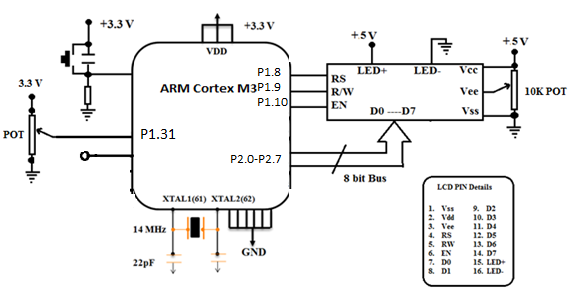 +3.3 V
+3.3 V
VDD
+5 V
+5 V
ARM Cortex M3
P1.8
P1.9
P1.10
RS
R/W
EN
LED+
LED-
Vcc
Vee
Vss
D0 ----D7
10K POT
3.3 V
POT
P1.31
P2.0-P2.7
8 bit Bus
XTAL1(61)
XTAL2(62)
14 MHz
22pF
GND
LCD PIN Details
1. Vss 9. D2
2. Vdd 10. D3
3. Vee 11. D4
4. RS 12. D5
5. RW 13. D6
6. EN 14. D7
7. D0 15. LED+
8. D1 16. LED-